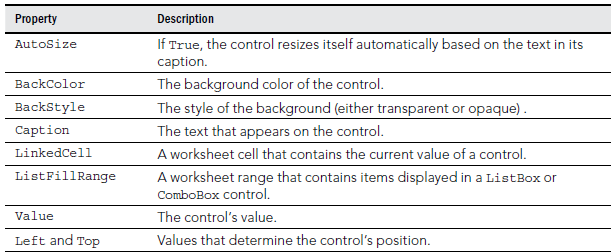 Property Description
AutoSize If True, the control resizes itself automatically based on the text in its
caption.
BackColor The background color of the control.
BackStyle The style of the background (either transparent or opaque) .
Caption The text that appears on the control.
LinkedCell A worksheet cell that contains the current value of a control.
ListFillRange A worksheet range that contains items displayed in a ListBox or
ComboBox control.
Value The control's value.
Left and Top Values that determine the control's position.